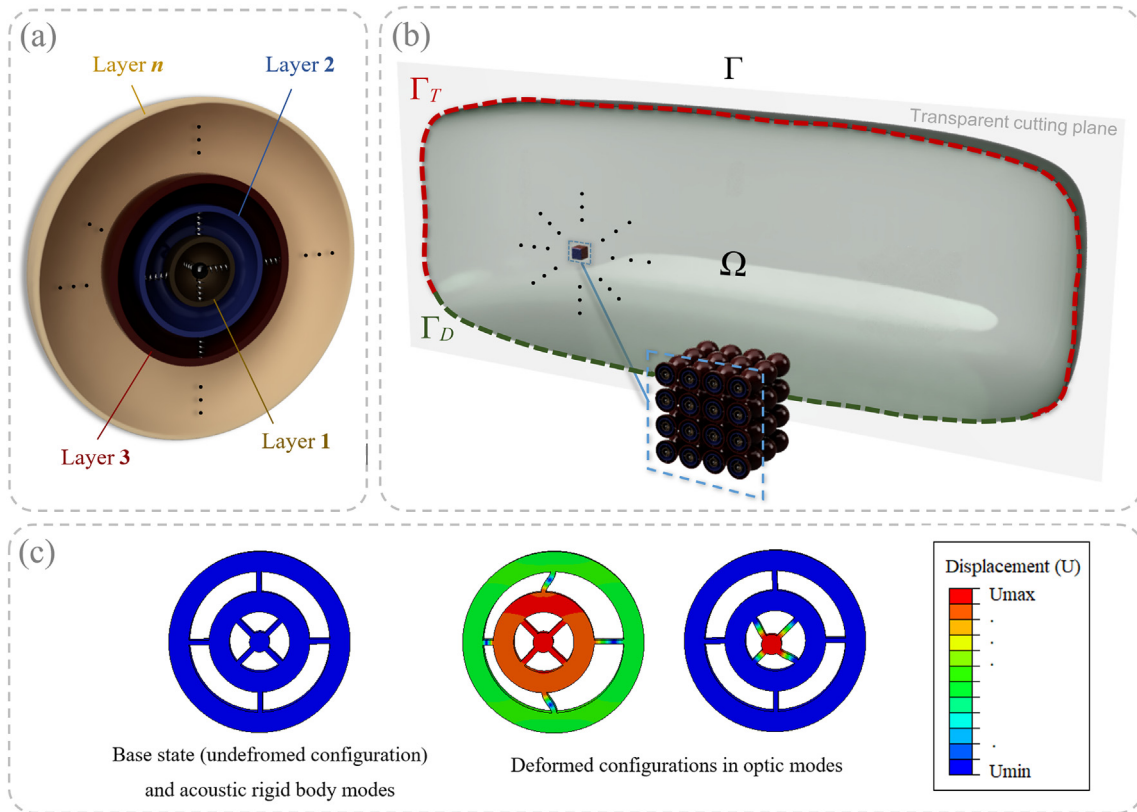 (a)
Layer n
Layer 2
Layer 3
Layer 1
(b)
Γ
Γ_T
Transparent cutting plane
Ω
Γ_D
(c)
Base state (undefromed configuration)
and acoustic rigid body modes
Deformed configurations in optic modes
Displacement (U)
Umax
Umin